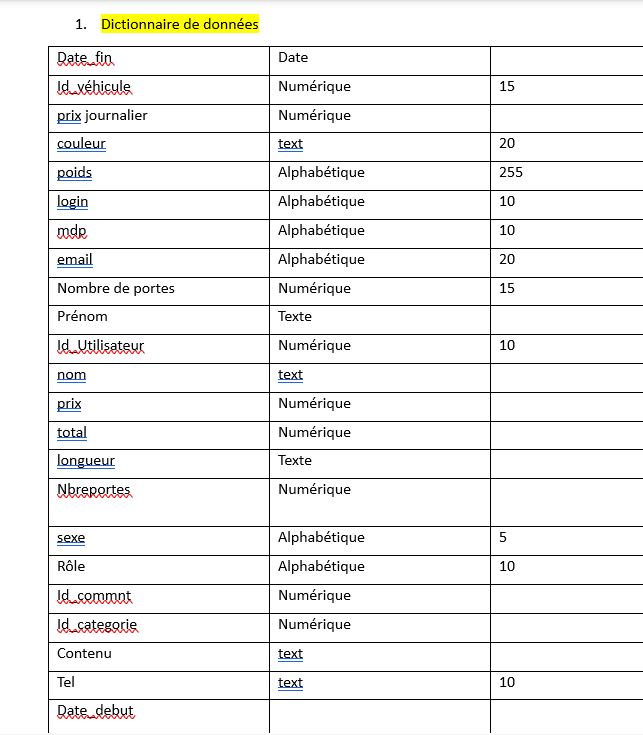 1. Dictionnaire de données
Date_fin Date
Id_véhicule Numérique 15
prix journalier Numérique
couleur text 20
poids Alphabétique 255
login Alphabétique 10
mdp Alphabétique 10
email Alphabétique 20
Nombre de portes Numérique 15
Prénom Texte
Id_Utilisateur Numérique 10
nom text
prix Numérique
total Numérique
longueur Texte
Nbreportes Numérique
sexe Alphabétique 5
Rôle Alphabétique 10
Id_commnt Numérique
Id_categorie Numérique
Contenu text
Tel text 10
Date_debut